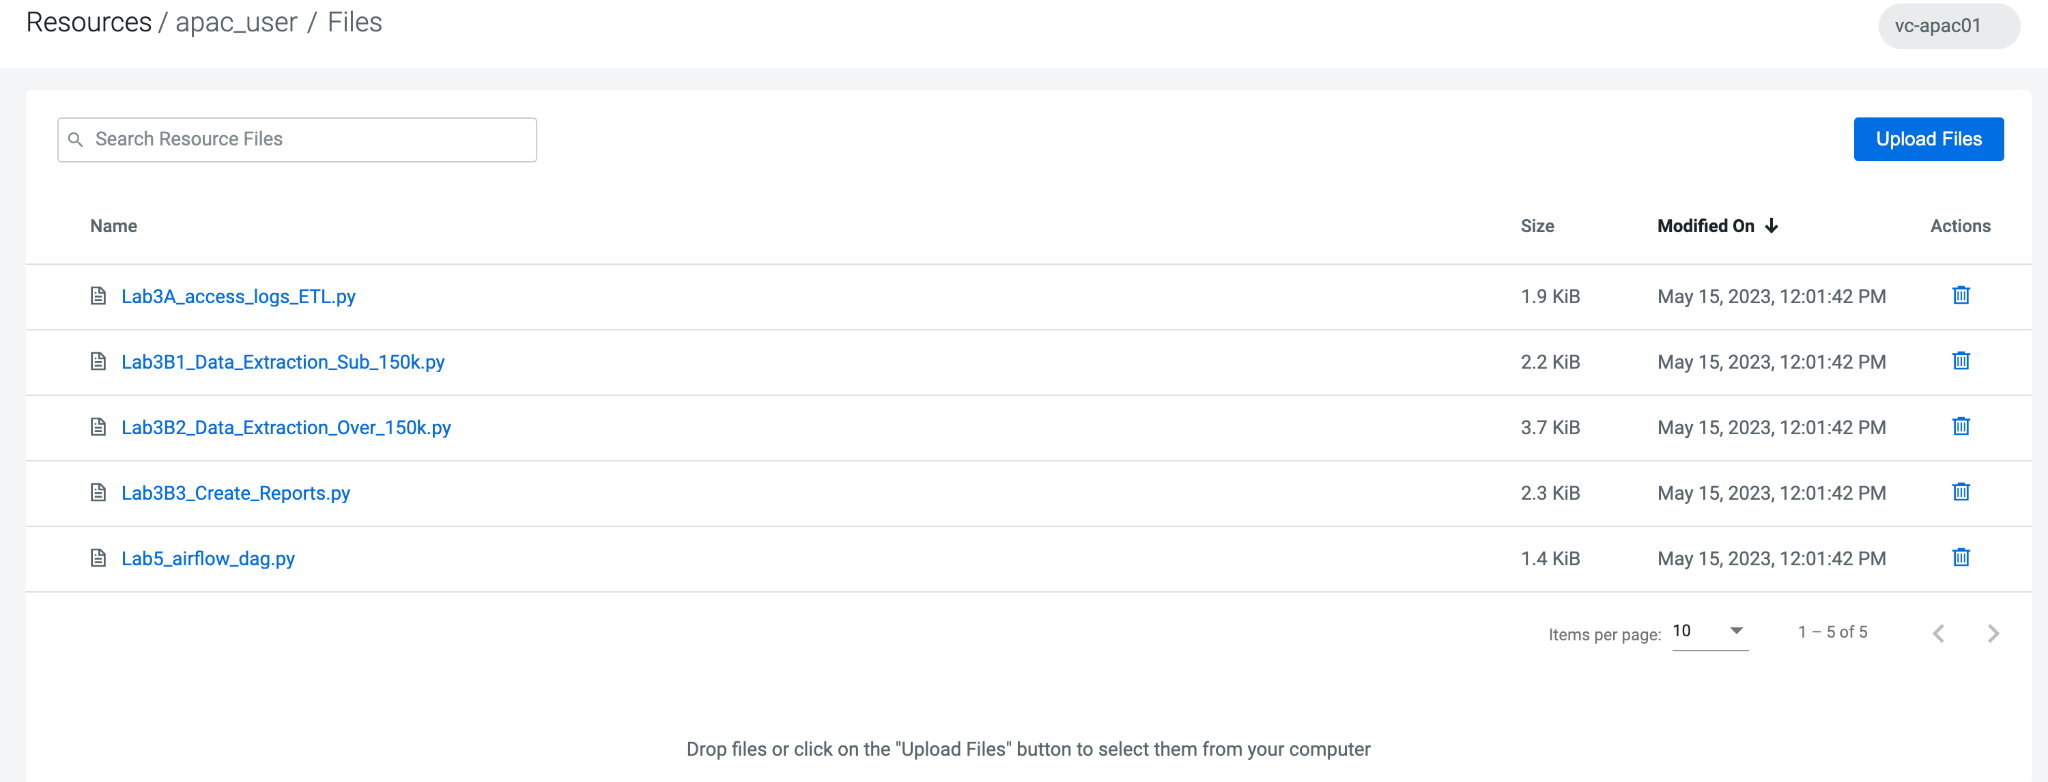 Resources / apac_user / Files
vc-apac01
Search Resource Files
Upload Files
Name Size Modified On Actions
Lab3A_access_logs_ETL.py 1.9 KiB May 15, 2023, 12:01:42 PM
Lab3B1_Data_Extraction_Sub_150k.py 2.2 KiB May 15, 2023, 12:01:42 PM
Lab3B2_Data_Extraction_Over_150k.py 3.7 KiB May 15, 2023, 12:01:42 PM
Lab3B3_Create_Reports.py 2.3 KiB May 15, 2023, 12:01:42 PM
Lab5_airflow_dag.py 1.4 KiB May 15, 2023, 12:01:42 PM
Items per page: 10 1 – 5 of 5
Drop files or click on the "Upload Files" button to select them from your computer